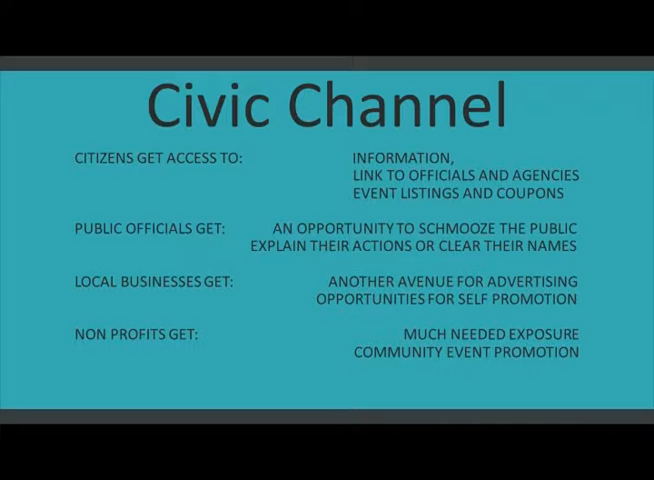 Civic Channel
CITIZENS GET ACCESS TO: INFORMATION,
LINK TO OFFICIALS AND AGENCIES
EVENT LISTINGS AND COUPONS
PUBLIC OFFICIALS GET: AN OPPORTUNITY TO SCHMOOZE THE PUBLIC
EXPLAIN THEIR ACTIONS OR CLEAR THEIR NAMES
LOCAL BUSINESSES GET: ANOTHER AVENUE FOR ADVERTISING
OPPORTUNITIES FOR SELF PROMOTION
NON PROFITS GET: MUCH NEEDED EXPOSURE
COMMUNITY EVENT PROMOTION